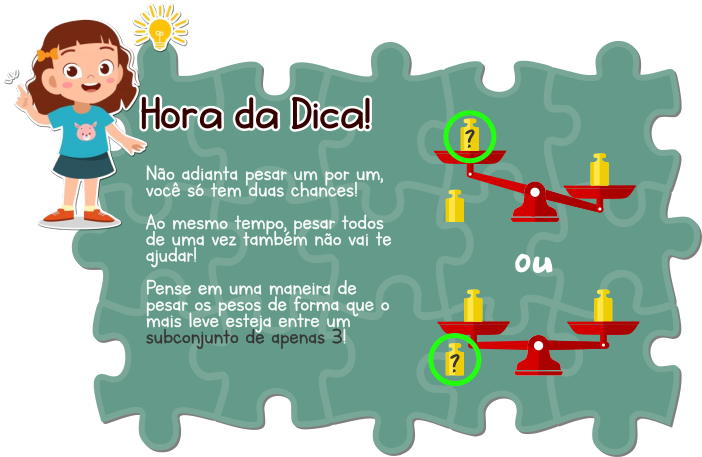 Hora da Dica!
Não adianta pesar um por um,
você só tem duas chances!
Ao mesmo tempo, pesar todos
de uma vez também não vai te
ajudar!
Pense em uma maneira de
pesar os pesos de forma que o
mais leve esteja entre um
subconjunto de apenas 3!
?
ou
?